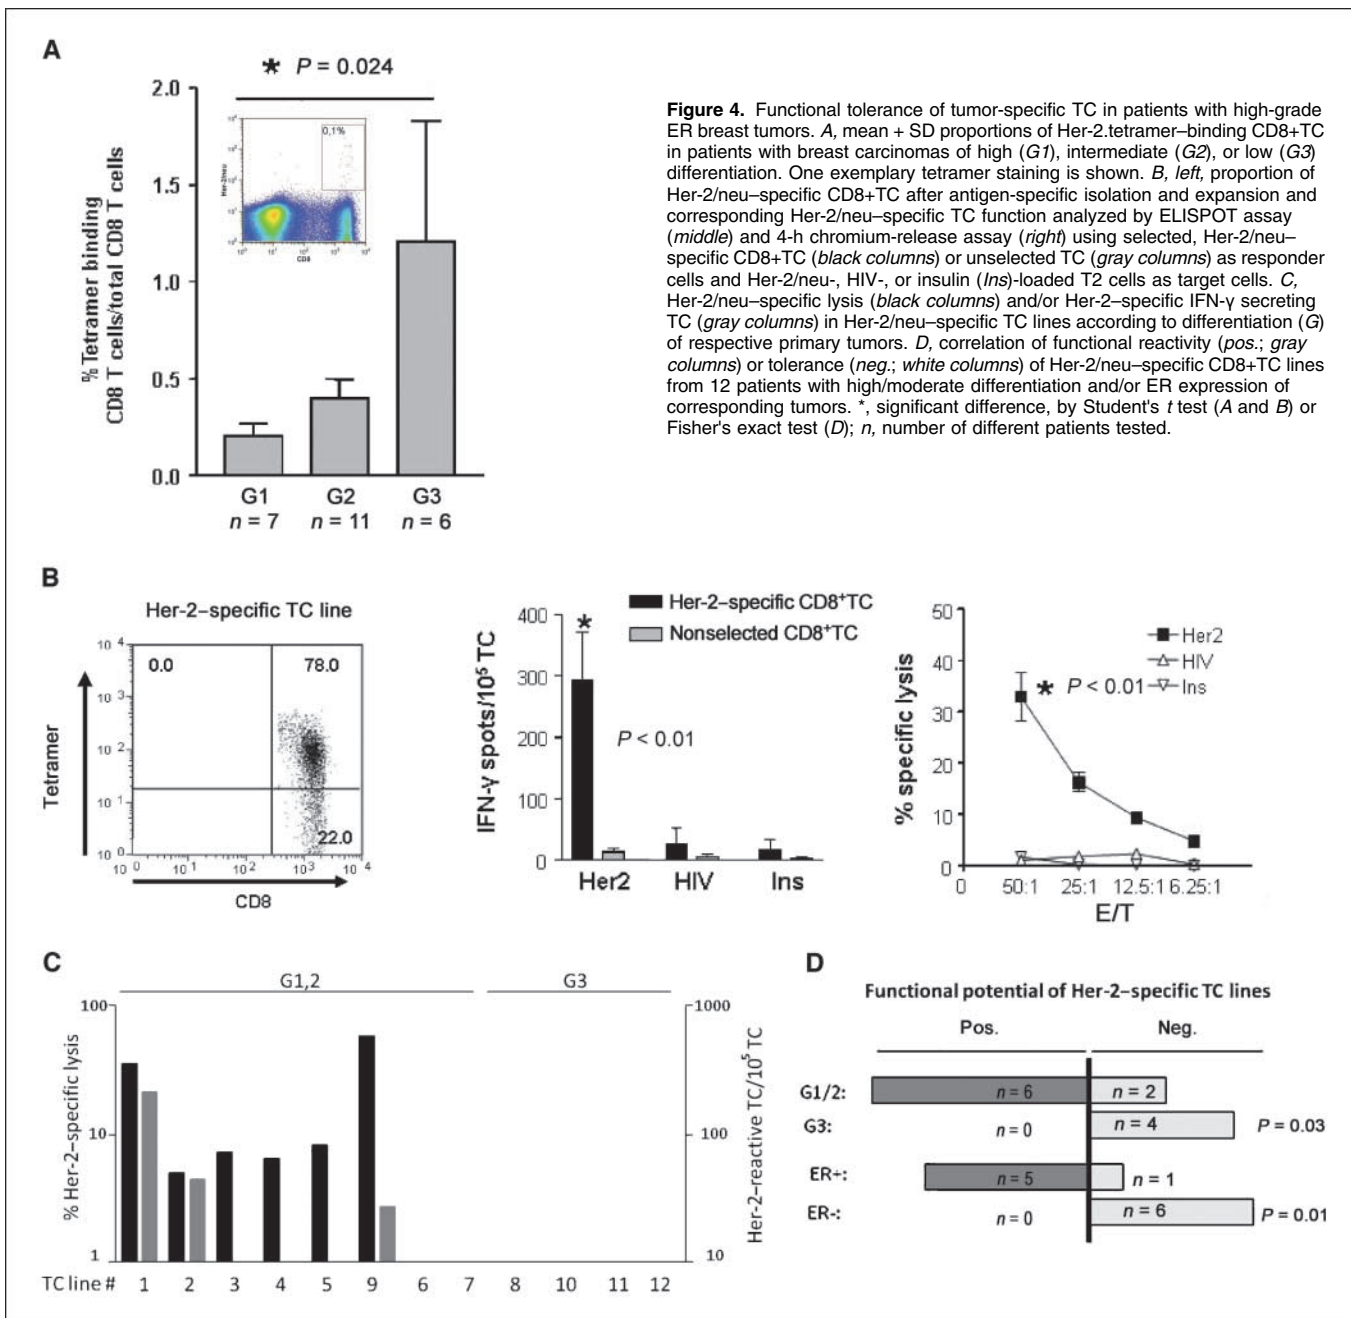 A
* P = 0.024
2.0
1.5
1.0
0.5
0.0
% Tetramer binding
CD8 T cells/total CD8 T cells
0,1%
Her-2/neu
CD8
G1 G2 G3
n = 7 n = 11 n = 6
Figure 4. Functional tolerance of tumor-specific TC in patients with high-grade
ER breast tumors. A, mean + SD proportions of Her-2.tetramer–binding CD8+TC
in patients with breast carcinomas of high (G1), intermediate (G2), or low (G3)
differentiation. One exemplary tetramer staining is shown. B, left, proportion of
Her-2/neu–specific CD8+TC after antigen-specific isolation and expansion and
corresponding Her-2/neu–specific TC function analyzed by ELISPOT assay
(middle) and 4-h chromium-release assay (right) using selected, Her-2/neu–
specific CD8+TC (black columns) or unselected TC (gray columns) as responder
cells and Her-2/neu-, HIV-, or insulin (Ins)-loaded T2 cells as target cells. C,
Her-2/neu–specific lysis (black columns) and/or Her-2–specific IFN-γ secreting
TC (gray columns) in Her-2/neu–specific TC lines according to differentiation (G)
of respective primary tumors. D, correlation of functional reactivity (pos.; gray
columns) or tolerance (neg.; white columns) of Her-2/neu–specific CD8+TC lines
from 12 patients with high/moderate differentiation and/or ER expression of
corresponding tumors. *, significant difference, by Student's t test (A and B) or
Fisher's exact test (D); n, number of different patients tested.
B
Her-2–specific TC line
10⁴
10³
10²
10¹
10⁰
0.0 78.0
22.0
10⁰ 10¹ 10² 10³ 10⁴
Tetramer
CD8
Her-2–specific CD8⁺TC
Nonselected CD8⁺TC
400
300
200
100
0
IFN-γ spots/10⁵ TC
*
P < 0.01
Her2 HIV Ins
50
40
30
20
10
0
% specific lysis
Her2
HIV
Ins
* P < 0.01
0 50:1 25:1 12.5:1 6.25:1
E/T
C
G1,2 G3
100
10
1
% Her-2–specific lysis
1000
100
10
Her-2–reactive TC/10⁵ TC
TC line # 1 2 3 4 5 9 6 7 8 10 11 12
D
Functional potential of Her-2–specific TC lines
Pos. Neg.
G1/2: n = 6 n = 2
G3: n = 0 n = 4 P = 0.03
ER+: n = 5 n = 1
ER-: n = 0 n = 6 P = 0.01